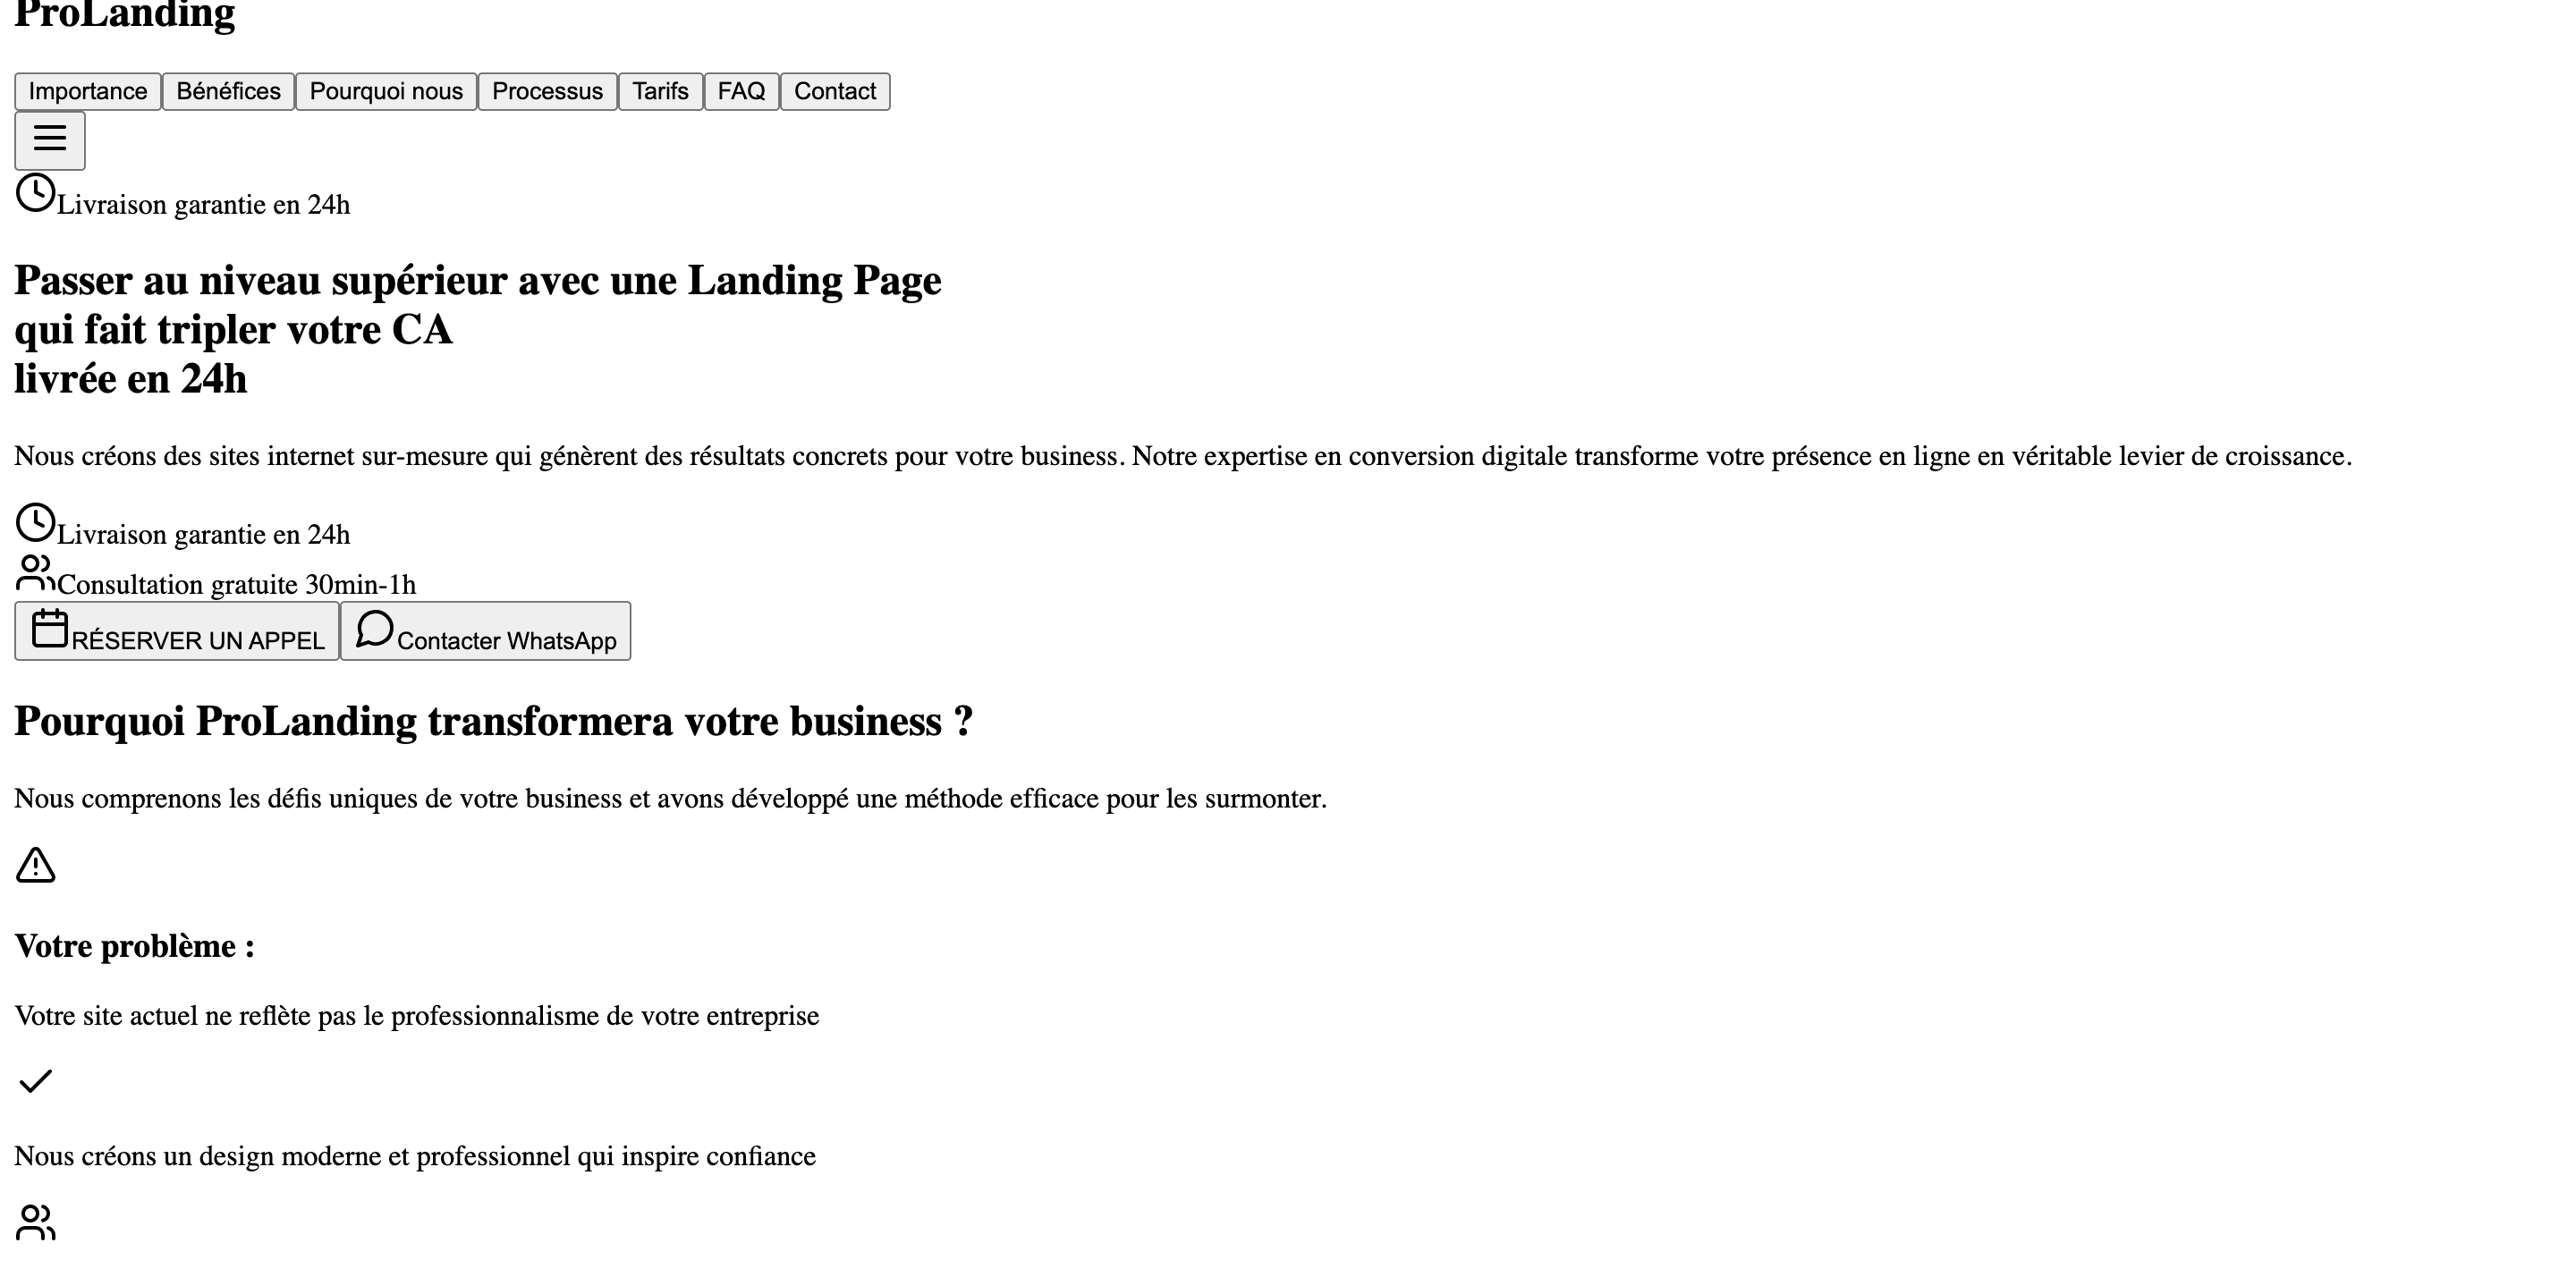 ProLanding
Importance Bénéfices Pourquoi nous Processus Tarifs FAQ Contact
Livraison garantie en 24h
Passer au niveau supérieur avec une Landing Page
qui fait tripler votre CA
livrée en 24h
Nous créons des sites internet sur-mesure qui génèrent des résultats concrets pour votre business. Notre expertise en conversion digitale transforme votre présence en ligne en véritable levier de croissance.
Livraison garantie en 24h
Consultation gratuite 30min-1h
RÉSERVER UN APPEL Contacter WhatsApp
Pourquoi ProLanding transformera votre business ?
Nous comprenons les défis uniques de votre business et avons développé une méthode efficace pour les surmonter.
Votre problème :
Votre site actuel ne reflète pas le professionnalisme de votre entreprise
Nous créons un design moderne et professionnel qui inspire confiance